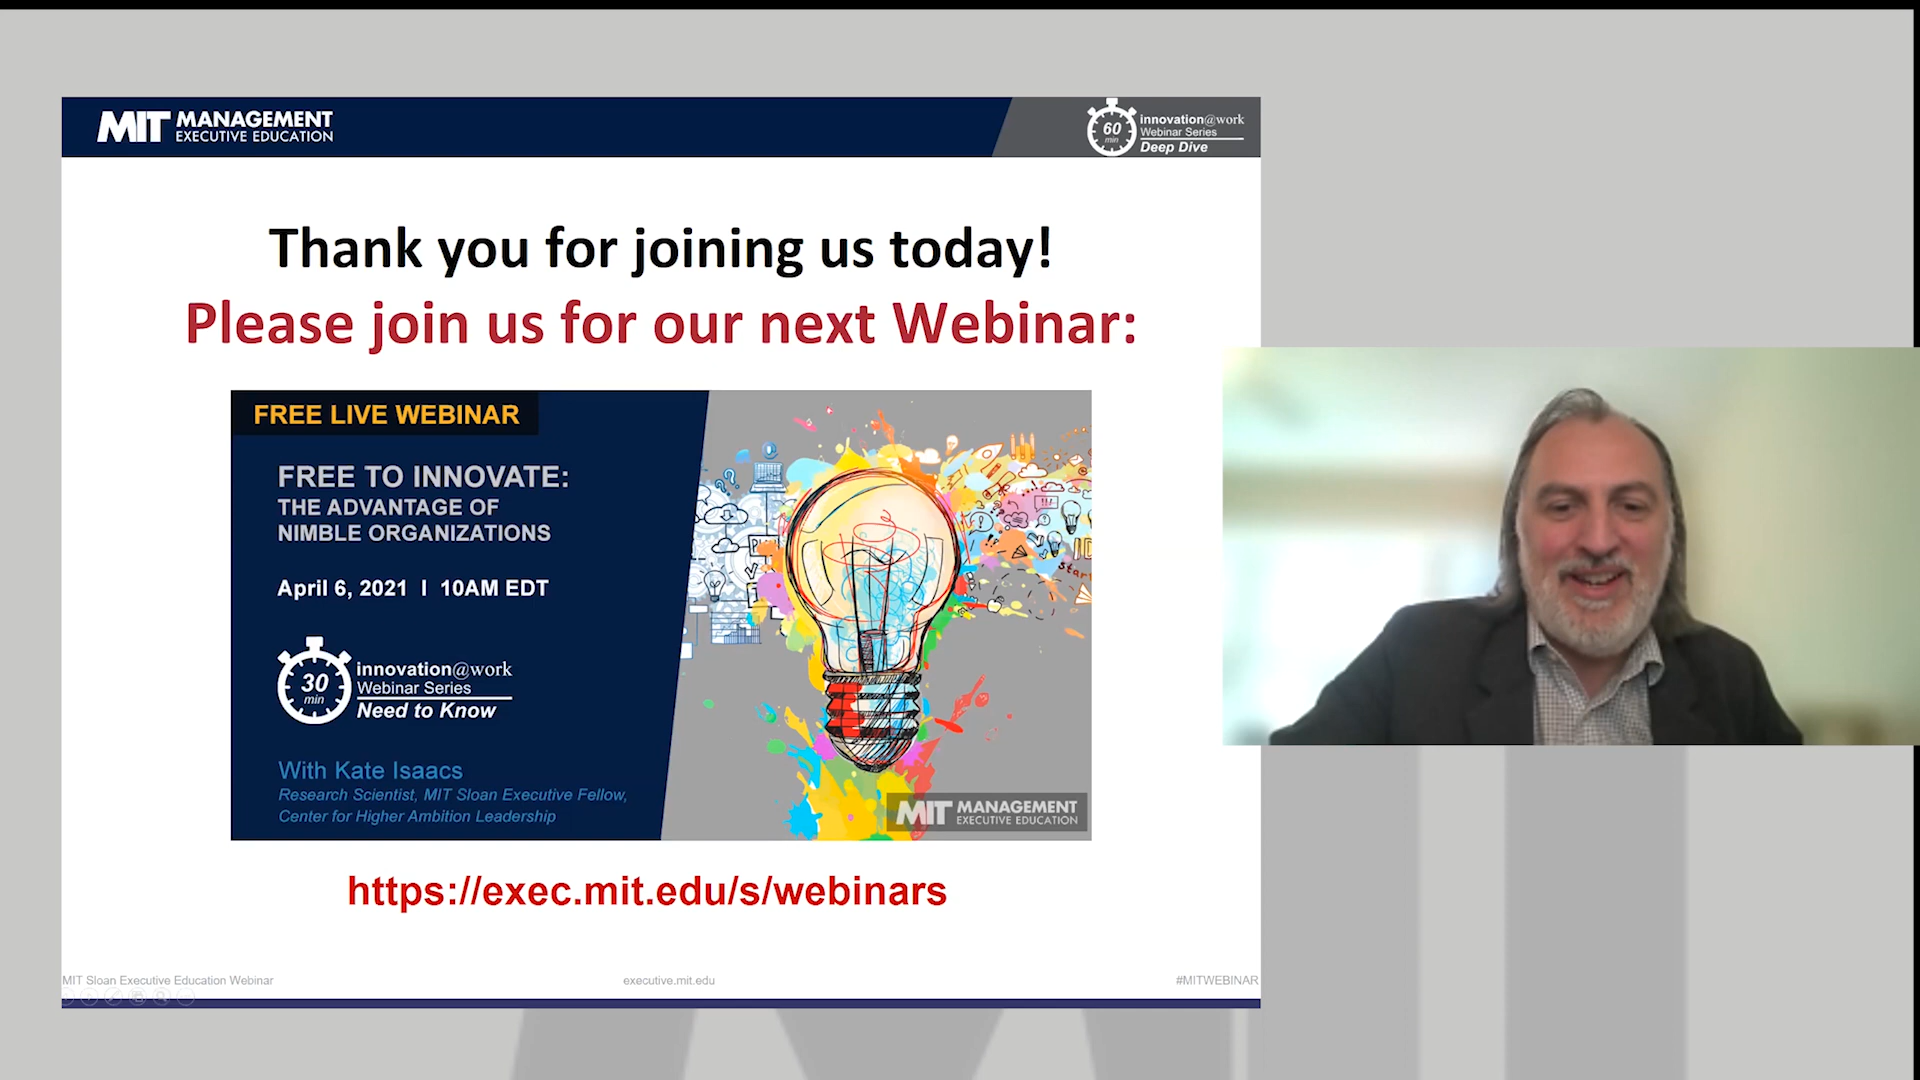 MIT MANAGEMENT
EXECUTIVE EDUCATION
60
min
innovation@work
Webinar Series
Deep Dive
Thank you for joining us today!
Please join us for our next Webinar:
FREE LIVE WEBINAR
FREE TO INNOVATE:
THE ADVANTAGE OF
NIMBLE ORGANIZATIONS
April 6, 2021 I 10AM EDT
30
min
innovation@work
Webinar Series
Need to Know
With Kate Isaacs
Research Scientist, MIT Sloan Executive Fellow,
Center for Higher Ambition Leadership
MIT MANAGEMENT
EXECUTIVE EDUCATION
https://exec.mit.edu/s/webinars
MIT Sloan Executive Education Webinar
executive.mit.edu
#MITWEBINAR